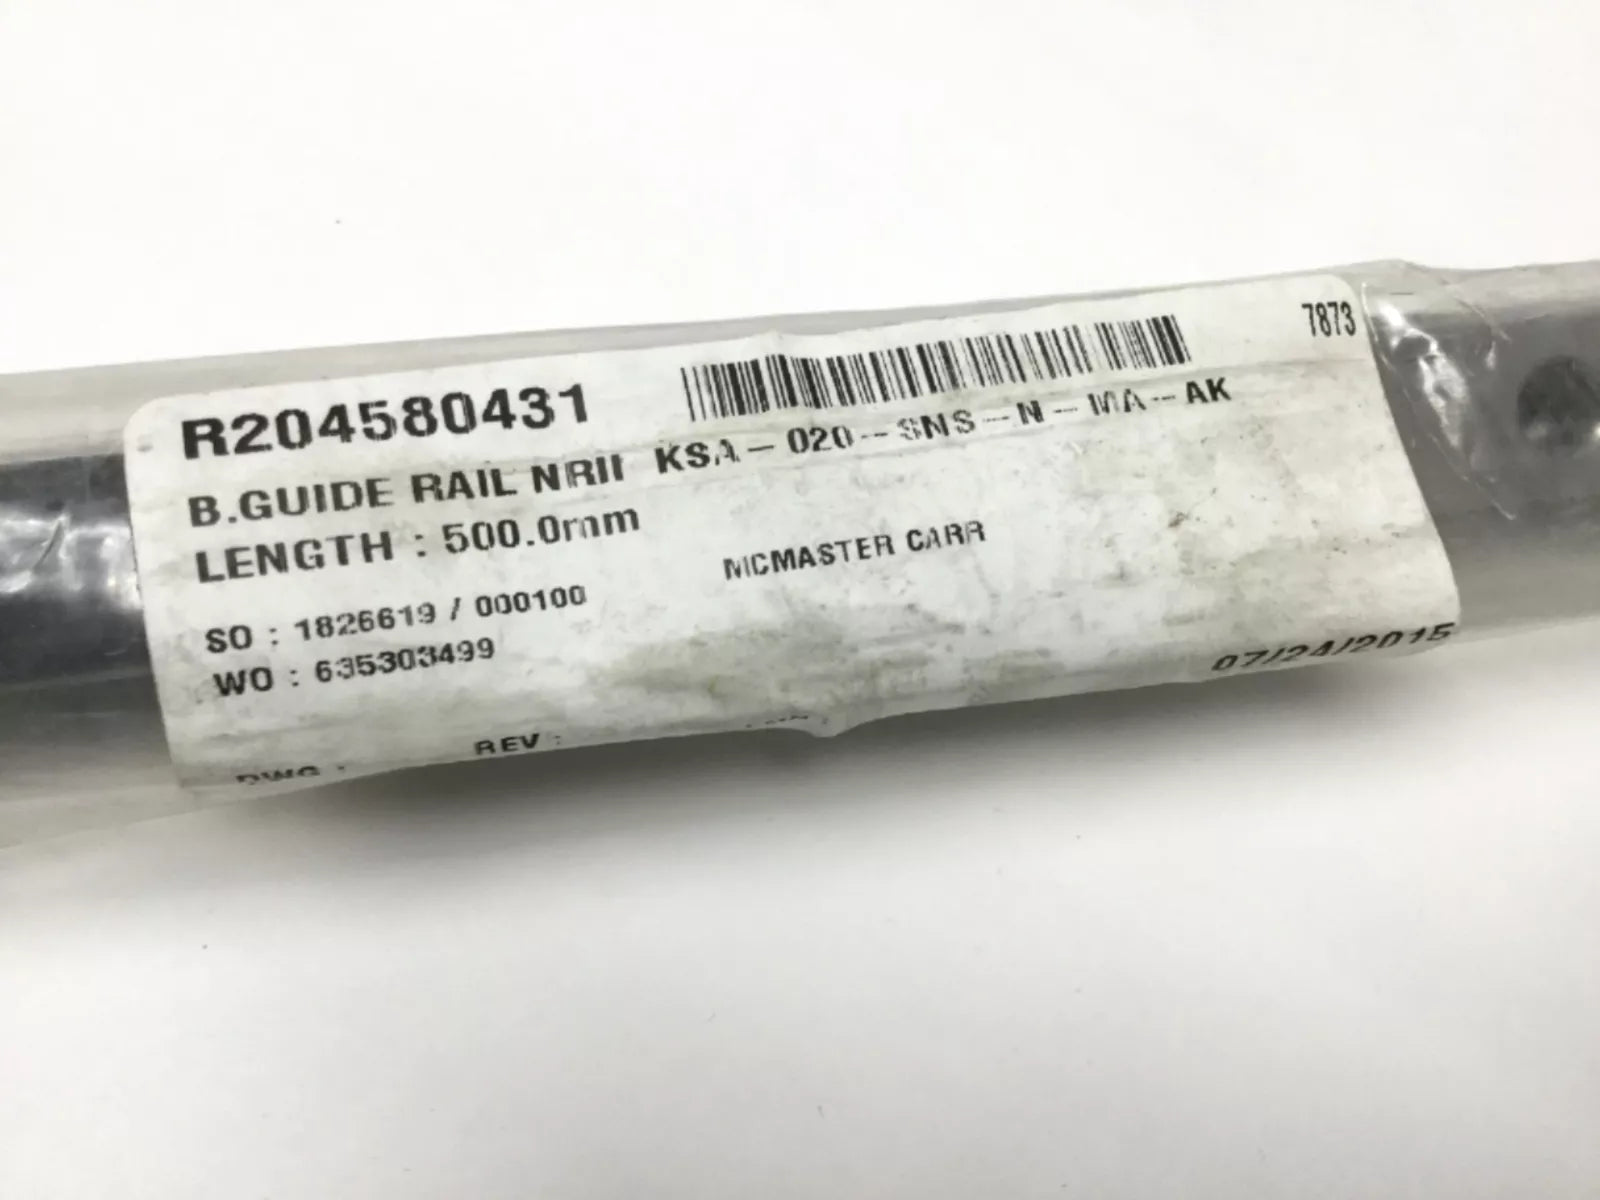 7873
R204580431
B.GUIDE RAIL NRII KSA-020-SNS-N-MA-AK
LENGTH : 500.0mm
MCMASTER CARR
SO : 1826619 / 000100
WO : 635303499
07/24/2015
REV :
DWG :